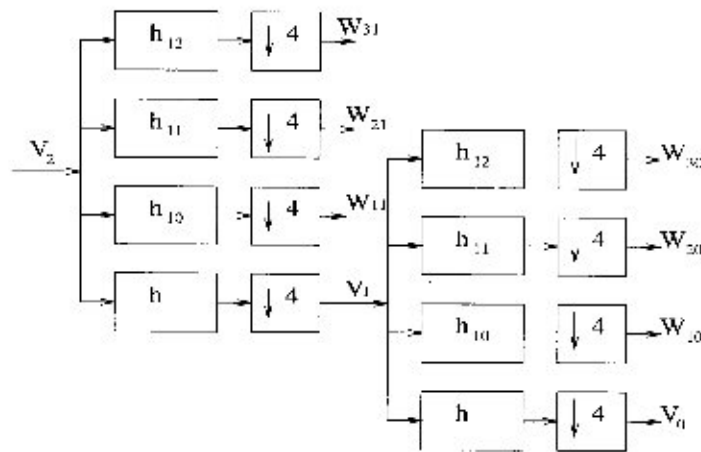 h₁₂ 4 W₃₁
h₁₁ 4 W₂₁
V₂
h₁₀ 4 W₁₁
h 4 V₁
h₁₂ 4 W₃₀
h₁₁ 4 W₂₀
h₁₀ 4 W₁₀
h 4 V₀